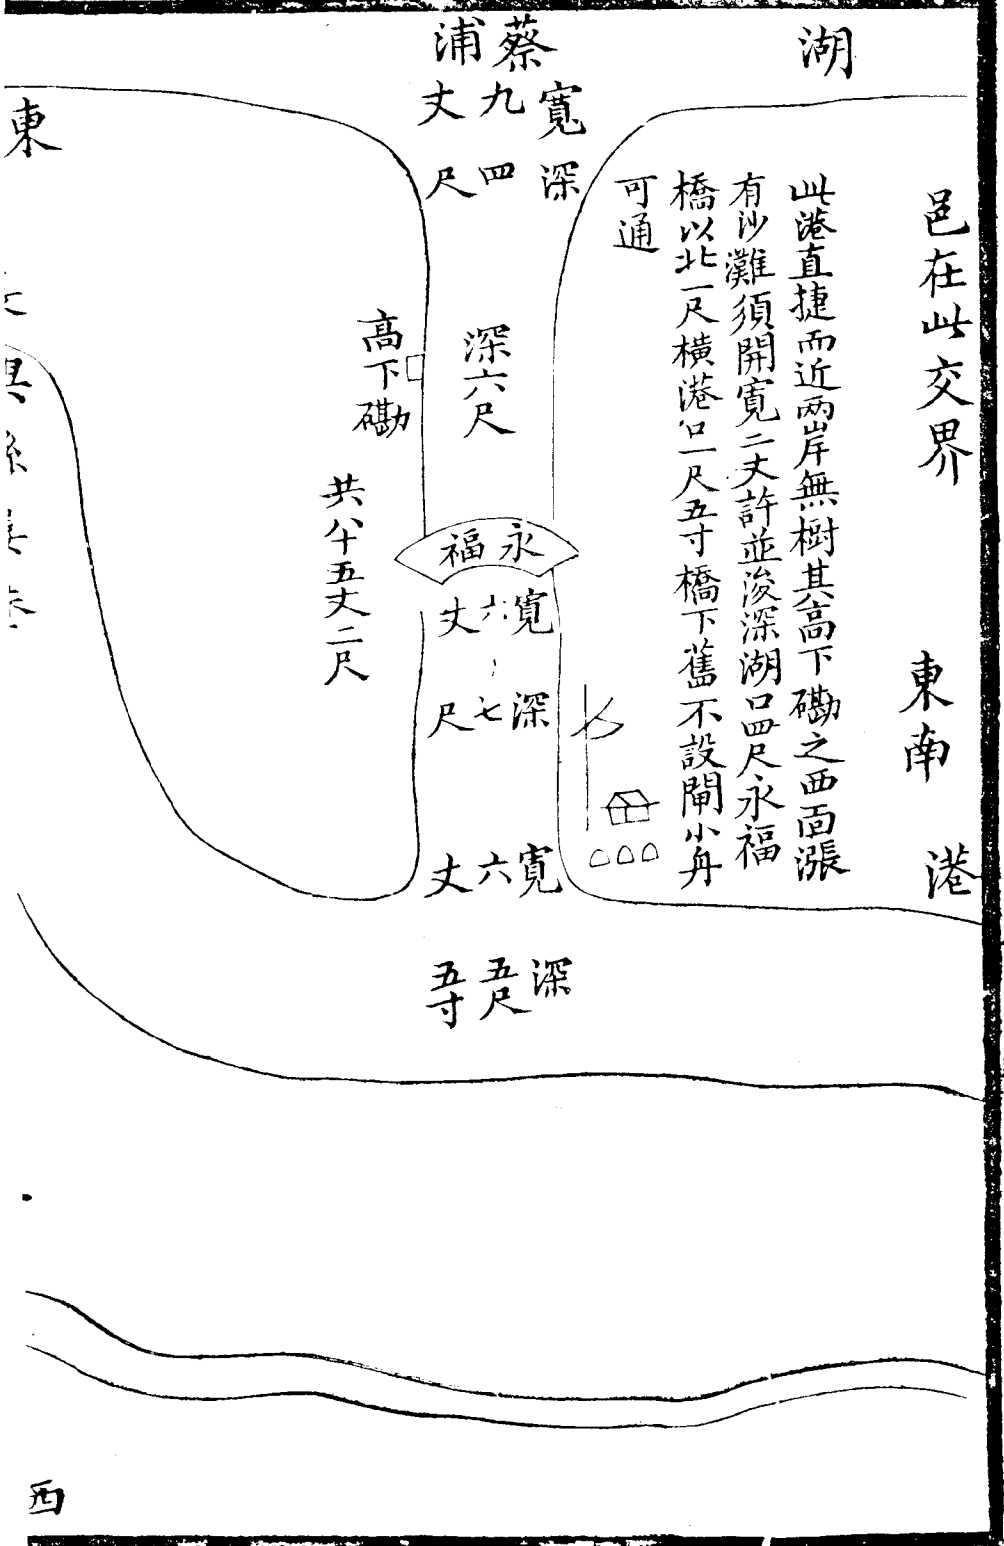 湖
邑在此交界
東南港
此港直捷而近兩岸無樹其高下磡之西面漲
有沙灘須開寬二丈許並浚深湖口四尺永福
橋以北一尺橫港口一尺五寸橋下舊不設閘小舟
可通
蔡浦
寬九丈
深四尺
深六尺
高下磡
共八十五丈二尺
永福
寬六丈
深七尺
寬六丈
深五尺五寸
東
西